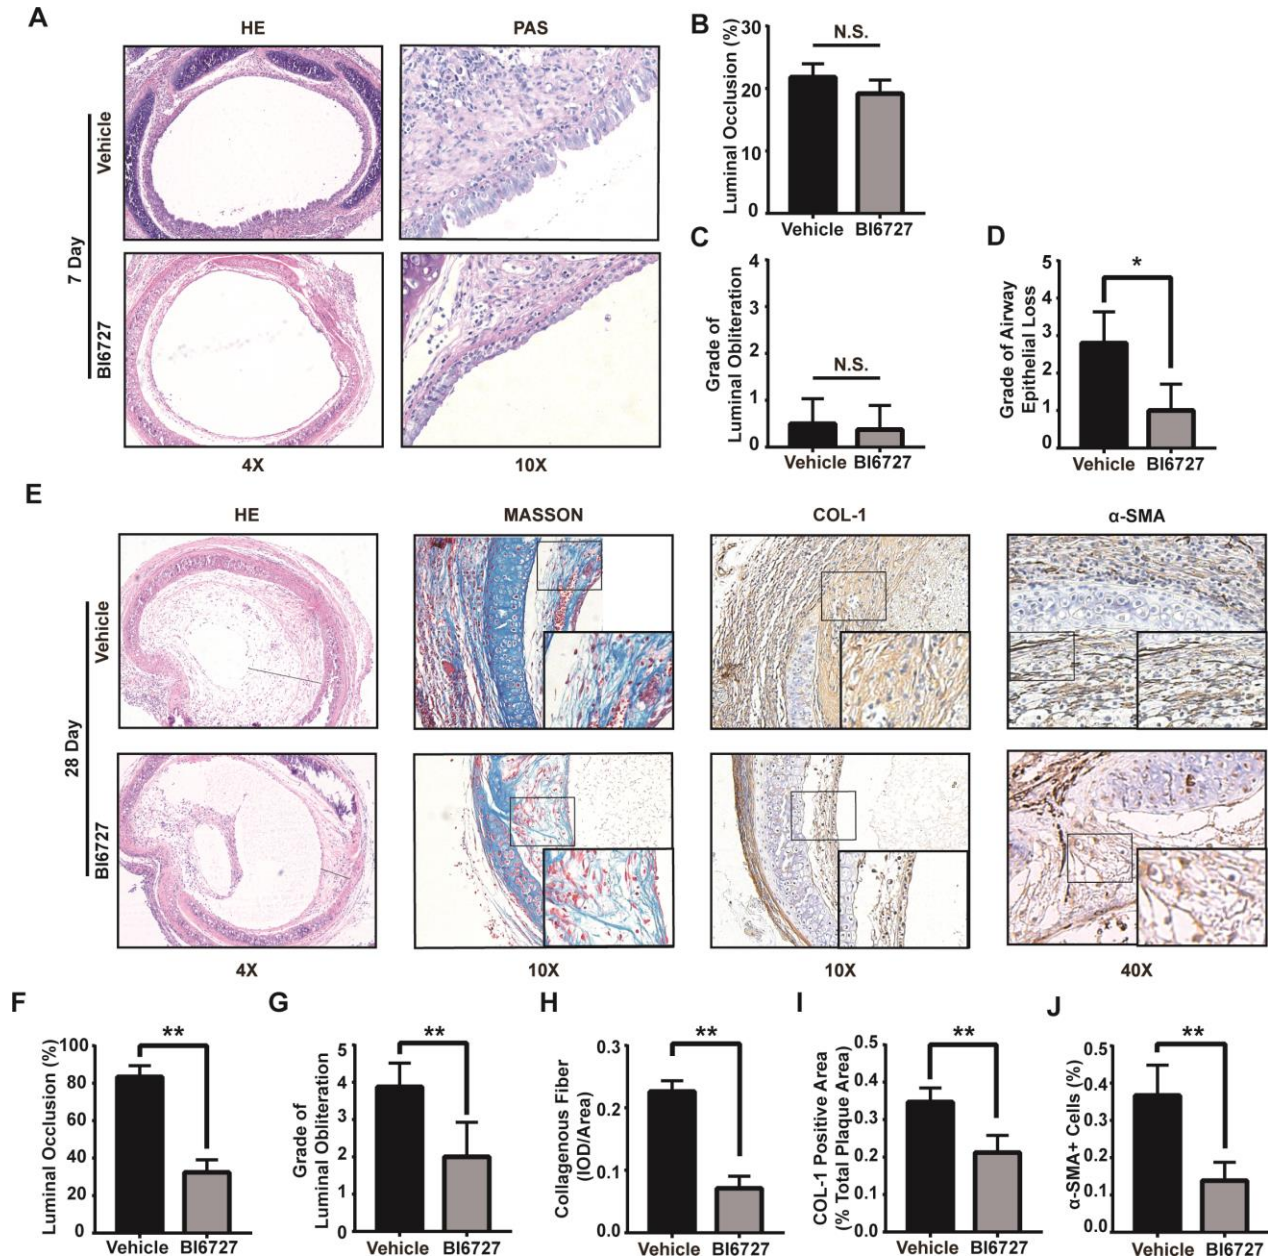 A
HE
PAS
Vehicle
7 Day
BI6727
4X
10X
B
Luminal Occlusion (%)
30
20
10
0
N.S.
Vehicle BI6727
C
Grade of
Luminal Obliteration
4
2
1
0
N.S.
Vehicle BI6727
D
Grade of Airway
Epithelial Loss
5
4
3
2
1
0
*
Vehicle BI6727
E
HE
MASSON
COL-1
α-SMA
Vehicle
28 Day
BI6727
4X
10X
10X
40X
F
Luminal Occlusion (%)
100
80
60
40
20
0
**
Vehicle BI6727
G
Grade of
Luminal Obliteration
5
4
3
2
1
0
**
Vehicle BI6727
H
Collagenous Fiber
(IOD/Area)
0.3
0.2
0.1
0.0
**
Vehicle BI6727
I
COL-1 Positive Area
(% Total Plaque Area)
0.5
0.4
0.3
0.2
0.1
0.0
**
Vehicle BI6727
J
α-SMA+ Cells (%)
0.5
0.4
0.3
0.2
0.1
0.0
**
Vehicle BI6727